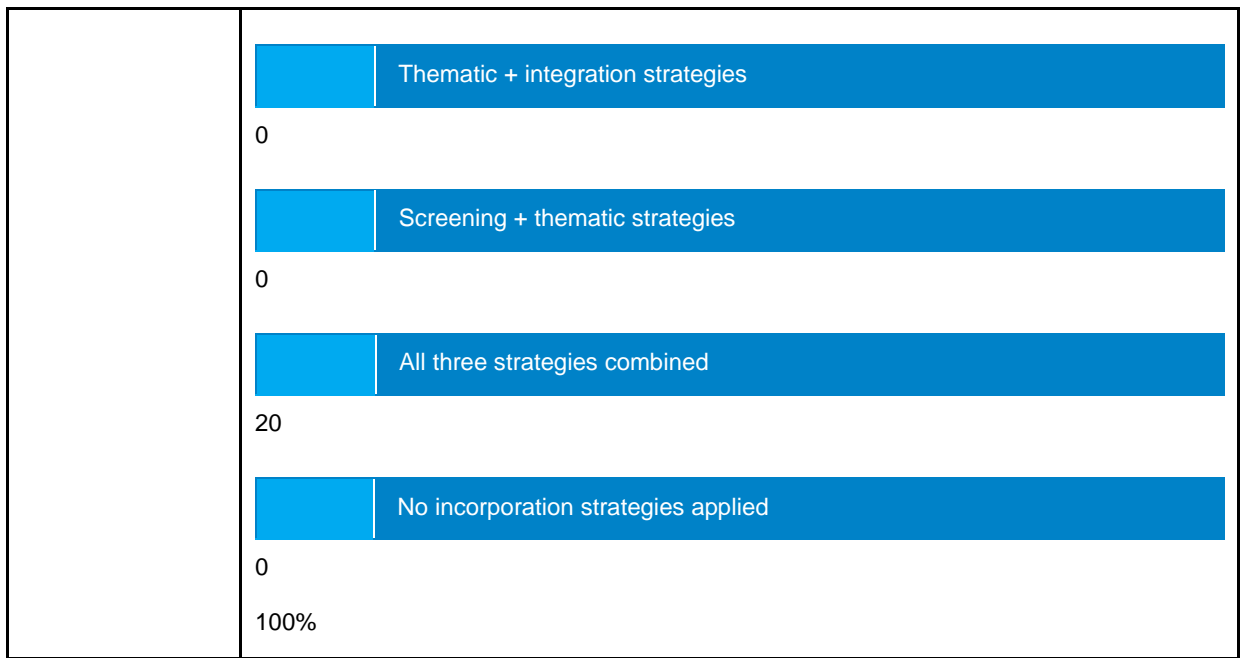 Thematic + integration strategies
0
Screening + thematic strategies
0
All three strategies combined
20
No incorporation strategies applied
0
100%